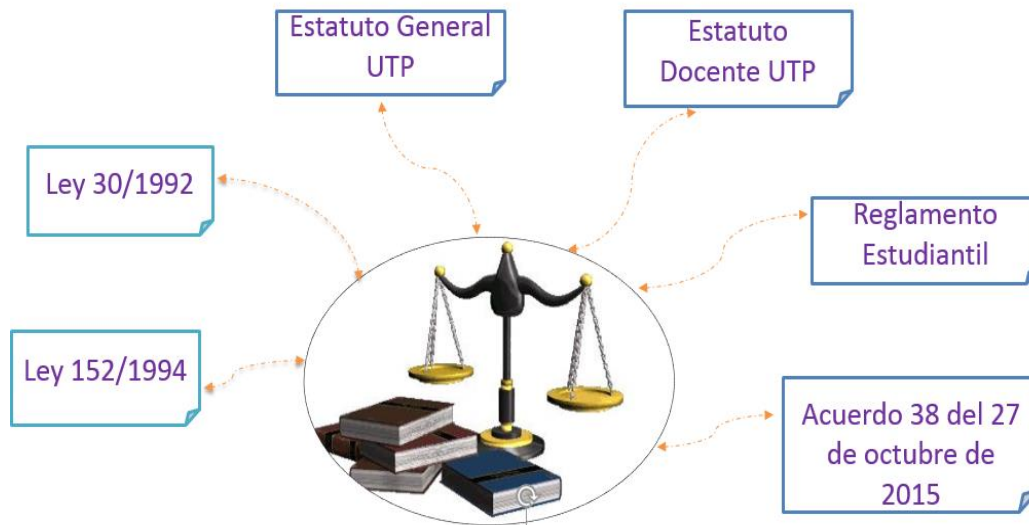 Estatuto General
UTP
Estatuto
Docente UTP
Ley 30/1992
Reglamento
Estudiantil
Ley 152/1994
Acuerdo 38 del 27
de octubre de
2015